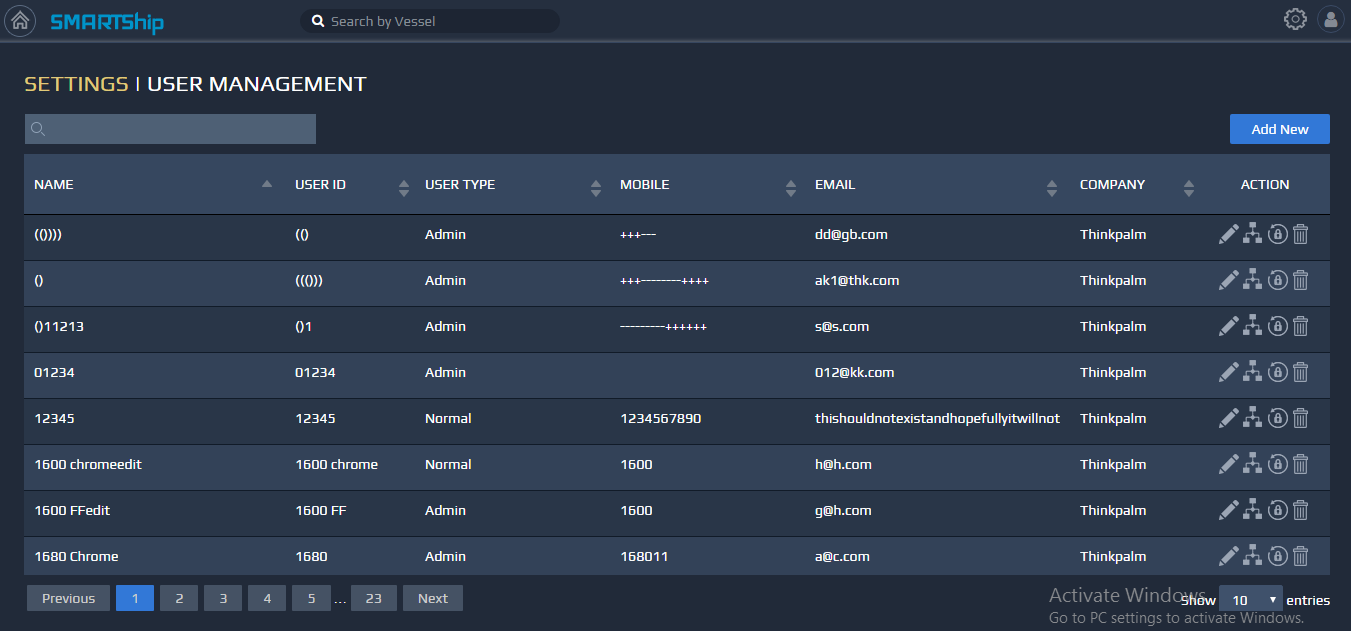 SMARTShip Search by Vessel
SETTINGS | USER MANAGEMENT
Add New
NAME USER ID USER TYPE MOBILE EMAIL COMPANY ACTION
(()))) (() Admin +++--- dd@gb.com Thinkpalm
() ((())) Admin +++--------++++ ak1@thk.com Thinkpalm
()11213 ()1 Admin ---------++++++ s@s.com Thinkpalm
01234 01234 Admin 012@kk.com Thinkpalm
12345 12345 Normal 1234567890 thishouldnotexistandhopefullyitwillnot Thinkpalm
1600 chromeedit 1600 chrome Normal 1600 h@h.com Thinkpalm
1600 FFedit 1600 FF Admin 1600 g@h.com Thinkpalm
1680 Chrome 1680 Admin 168011 a@c.com Thinkpalm
Previous 1 2 3 4 5 ... 23 Next Show 10 entries
Activate Windows
Go to PC settings to activate Windows.